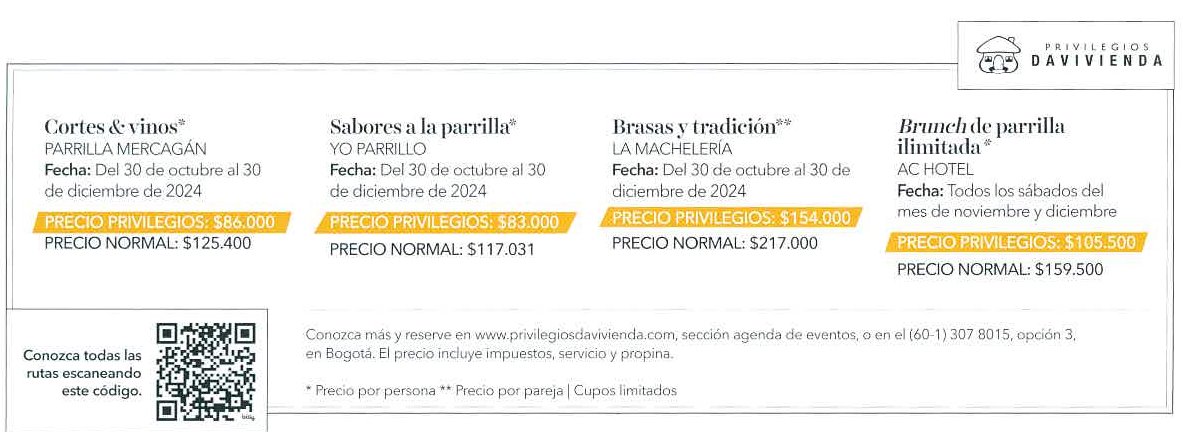 PRIVILEGIOS
DAVIVIENDA
Cortes & vinos*
PARRILLA MERCAGÁN
Fecha: Del 30 de octubre al 30
de diciembre de 2024
PRECIO PRIVILEGIOS: $86.000
PRECIO NORMAL: $125.400
Sabores a la parrilla*
YO PARRILLO
Fecha: Del 30 de octubre al 30
de diciembre de 2024
PRECIO PRIVILEGIOS: $83.000
PRECIO NORMAL: $117.031
Brasas y tradición**
LA MACHELERÍA
Fecha: Del 30 de octubre al 30 de
diciembre de 2024
PRECIO PRIVILEGIOS: $154.000
PRECIO NORMAL: $217.000
Brunch de parrilla
ilimitada*
AC HOTEL
Fecha: Todos los sábados del
mes de noviembre y diciembre
PRECIO PRIVILEGIOS: $105.500
PRECIO NORMAL: $159.500
Conozca todas las
rutas escaneando
este código.
bitly
Conozca más y reserve en www.privilegiosdavivienda.com, sección agenda de eventos, o en el (60-1) 307 8015, opción 3,
en Bogotá. El precio incluye impuestos, servicio y propina.
* Precio por persona ** Precio por pareja | Cupos limitados